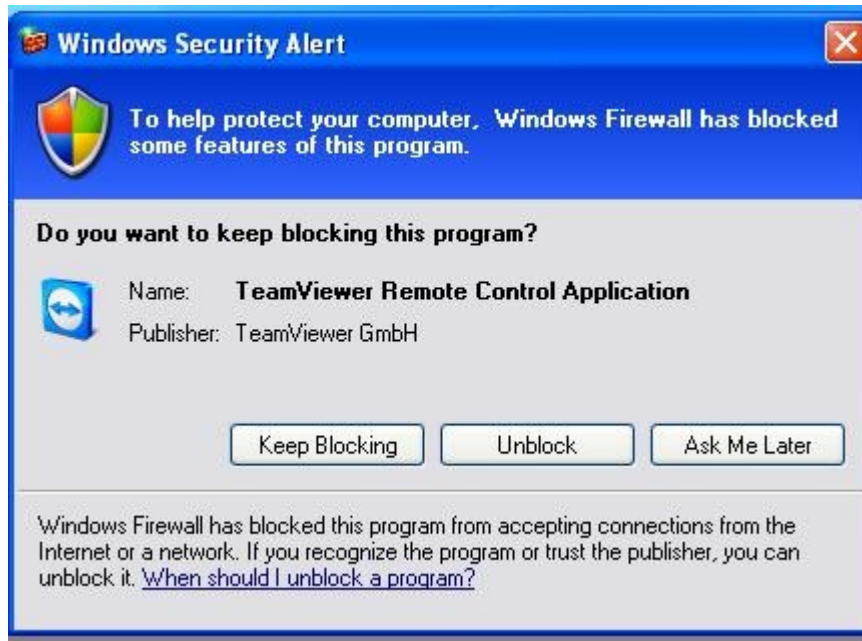 Windows Security Alert
To help protect your computer, Windows Firewall has blocked
some features of this program.
Do you want to keep blocking this program?
Name: TeamViewer Remote Control Application
Publisher: TeamViewer GmbH
Keep Blocking Unblock Ask Me Later
Windows Firewall has blocked this program from accepting connections from the
Internet or a network. If you recognize the program or trust the publisher, you can
unblock it. When should I unblock a program?